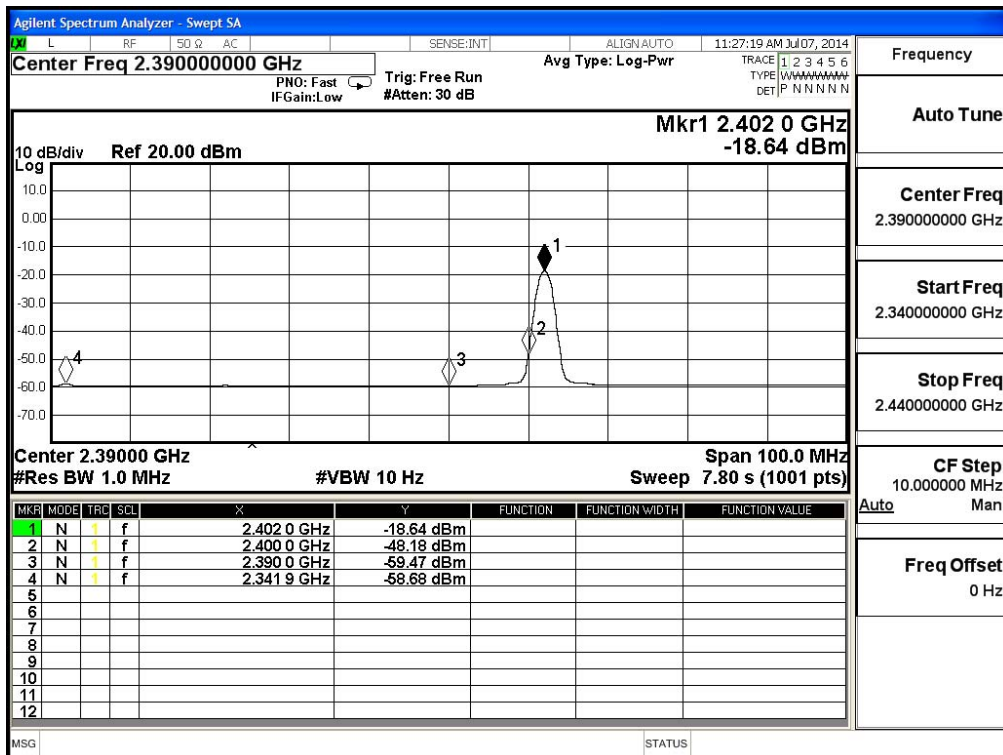 Agilent Spectrum Analyzer - Swept SA
LXI L RF 50 Ω AC SENSE:INT ALIGN AUTO 11:27:19 AM Jul 07, 2014
Center Freq 2.390000000 GHz
PNO: Fast
IFGain:Low
Trig: Free Run
#Atten: 30 dB
Avg Type: Log-Pwr
TRACE 1 2 3 4 5 6
TYPE
DET P N N N N N
Mkr1 2.402 0 GHz
-18.64 dBm
10 dB/div Ref 20.00 dBm
Log
10.0
0.00
-10.0
-20.0
-30.0
-40.0
-50.0
-60.0
-70.0
1
2
3
4
Center 2.39000 GHz Span 100.0 MHz
#Res BW 1.0 MHz #VBW 10 Hz Sweep 7.80 s (1001 pts)
MKR MODE TRC SCL X Y FUNCTION FUNCTION WIDTH FUNCTION VALUE
1 N 1 f 2.402 0 GHz -18.64 dBm
2 N 1 f 2.400 0 GHz -48.18 dBm
3 N 1 f 2.390 0 GHz -59.47 dBm
4 N 1 f 2.341 9 GHz -58.68 dBm
5
6
7
8
9
10
11
12
MSG STATUS
Frequency
Auto Tune
Center Freq
2.390000000 GHz
Start Freq
2.340000000 GHz
Stop Freq
2.440000000 GHz
CF Step
10.000000 MHz
Auto Man
Freq Offset
0 Hz